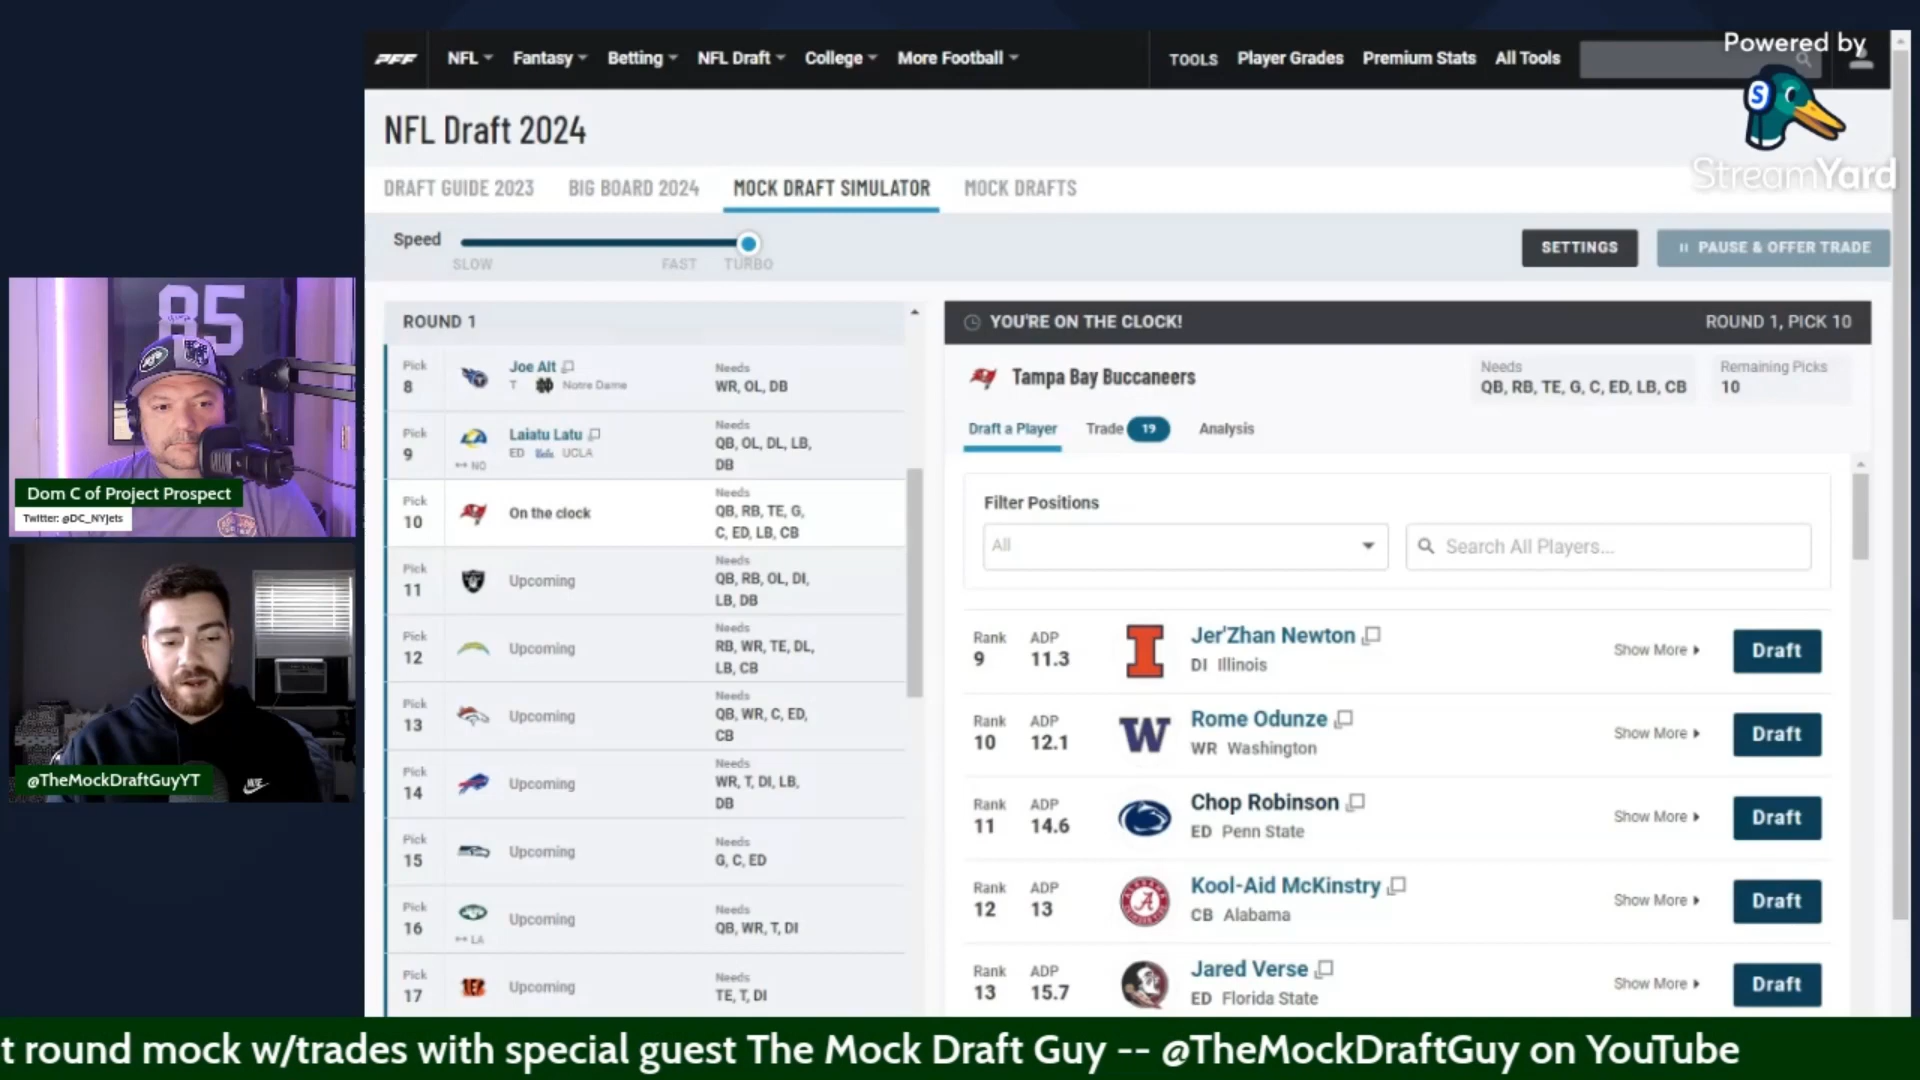 Powered by
StreamYard
PFF
NFL
Fantasy
Betting
NFL Draft
College
More Football
TOOLS
Player Grades
Premium Stats
All Tools
NFL Draft 2024
DRAFT GUIDE 2023
BIG BOARD 2024
MOCK DRAFT SIMULATOR
MOCK DRAFTS
Speed
SLOW
FAST
TURBO
SETTINGS
PAUSE & OFFER TRADE
85
Dom C of Project Prospect
Twitter: @DC_NYJets
@TheMockDraftGuyYT
ROUND 1
Pick
8
Joe Alt
T Notre Dame
Needs
WR, OL, DB
Pick
9
NO
Laiatu Latu
ED UCLA
Needs
QB, OL, DL, LB,
DB
Pick
10
On the clock
Needs
QB, RB, TE, G,
C, ED, LB, CB
Pick
11
Upcoming
Needs
QB, RB, OL, DI,
LB, DB
Pick
12
Upcoming
Needs
RB, WR, TE, DL,
LB, CB
Pick
13
Upcoming
Needs
QB, WR, C, ED,
CB
Pick
14
Upcoming
Needs
WR, T, DI, LB,
DB
Pick
15
Upcoming
Needs
G, C, ED
Pick
16
LA
Upcoming
Needs
QB, WR, T, DI
Pick
17
Upcoming
Needs
TE, T, DI
YOU'RE ON THE CLOCK!
ROUND 1, PICK 10
Tampa Bay Buccaneers
Needs
QB, RB, TE, G, C, ED, LB, CB
Remaining Picks
10
Draft a Player
Trade 19
Analysis
Filter Positions
All
Search All Players...
Rank
9
ADP
11.3
Jer'Zhan Newton
DI Illinois
Show More
Draft
Rank
10
ADP
12.1
Rome Odunze
WR Washington
Show More
Draft
Rank
11
ADP
14.6
Chop Robinson
ED Penn State
Show More
Draft
Rank
12
ADP
13
Kool-Aid McKinstry
CB Alabama
Show More
Draft
Rank
13
ADP
15.7
Jared Verse
ED Florida State
Show More
Draft
t round mock w/trades with special guest The Mock Draft Guy -- @TheMockDraftGuy on YouTube